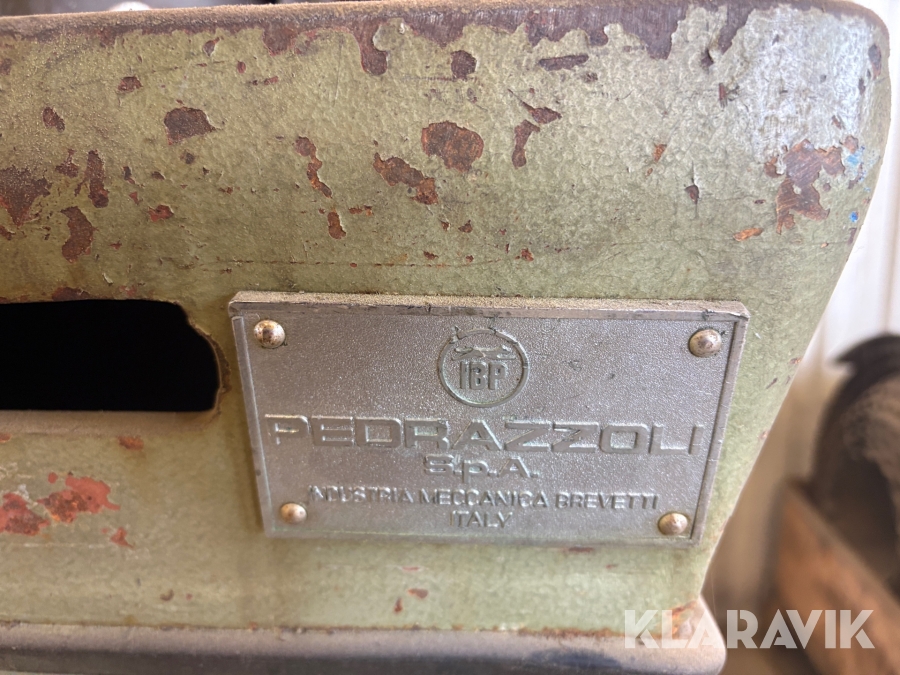 IBP
PEDRAZZOLI
S.p.A.
INDUSTRIA MECCANICA BREVETTI
ITALY
KLARAVIK